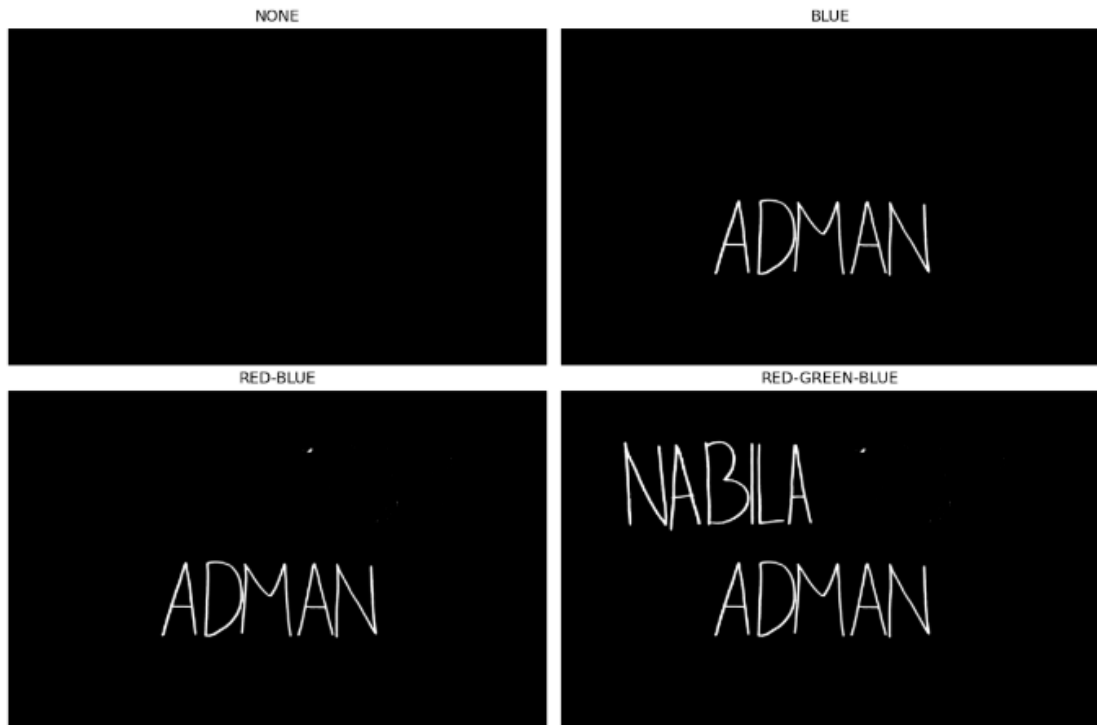 NONE
BLUE
ADMAN
RED-BLUE
ADMAN
RED-GREEN-BLUE
NABILA
ADMAN